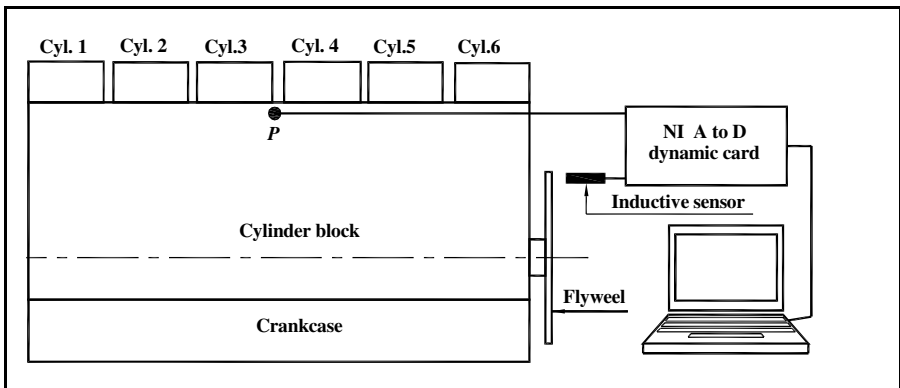 Cyl. 1
Cyl. 2
Cyl.3
Cyl. 4
Cyl.5
Cyl.6
P
NI A to D
dynamic card
Inductive sensor
Cylinder block
Flyweel
Crankcase